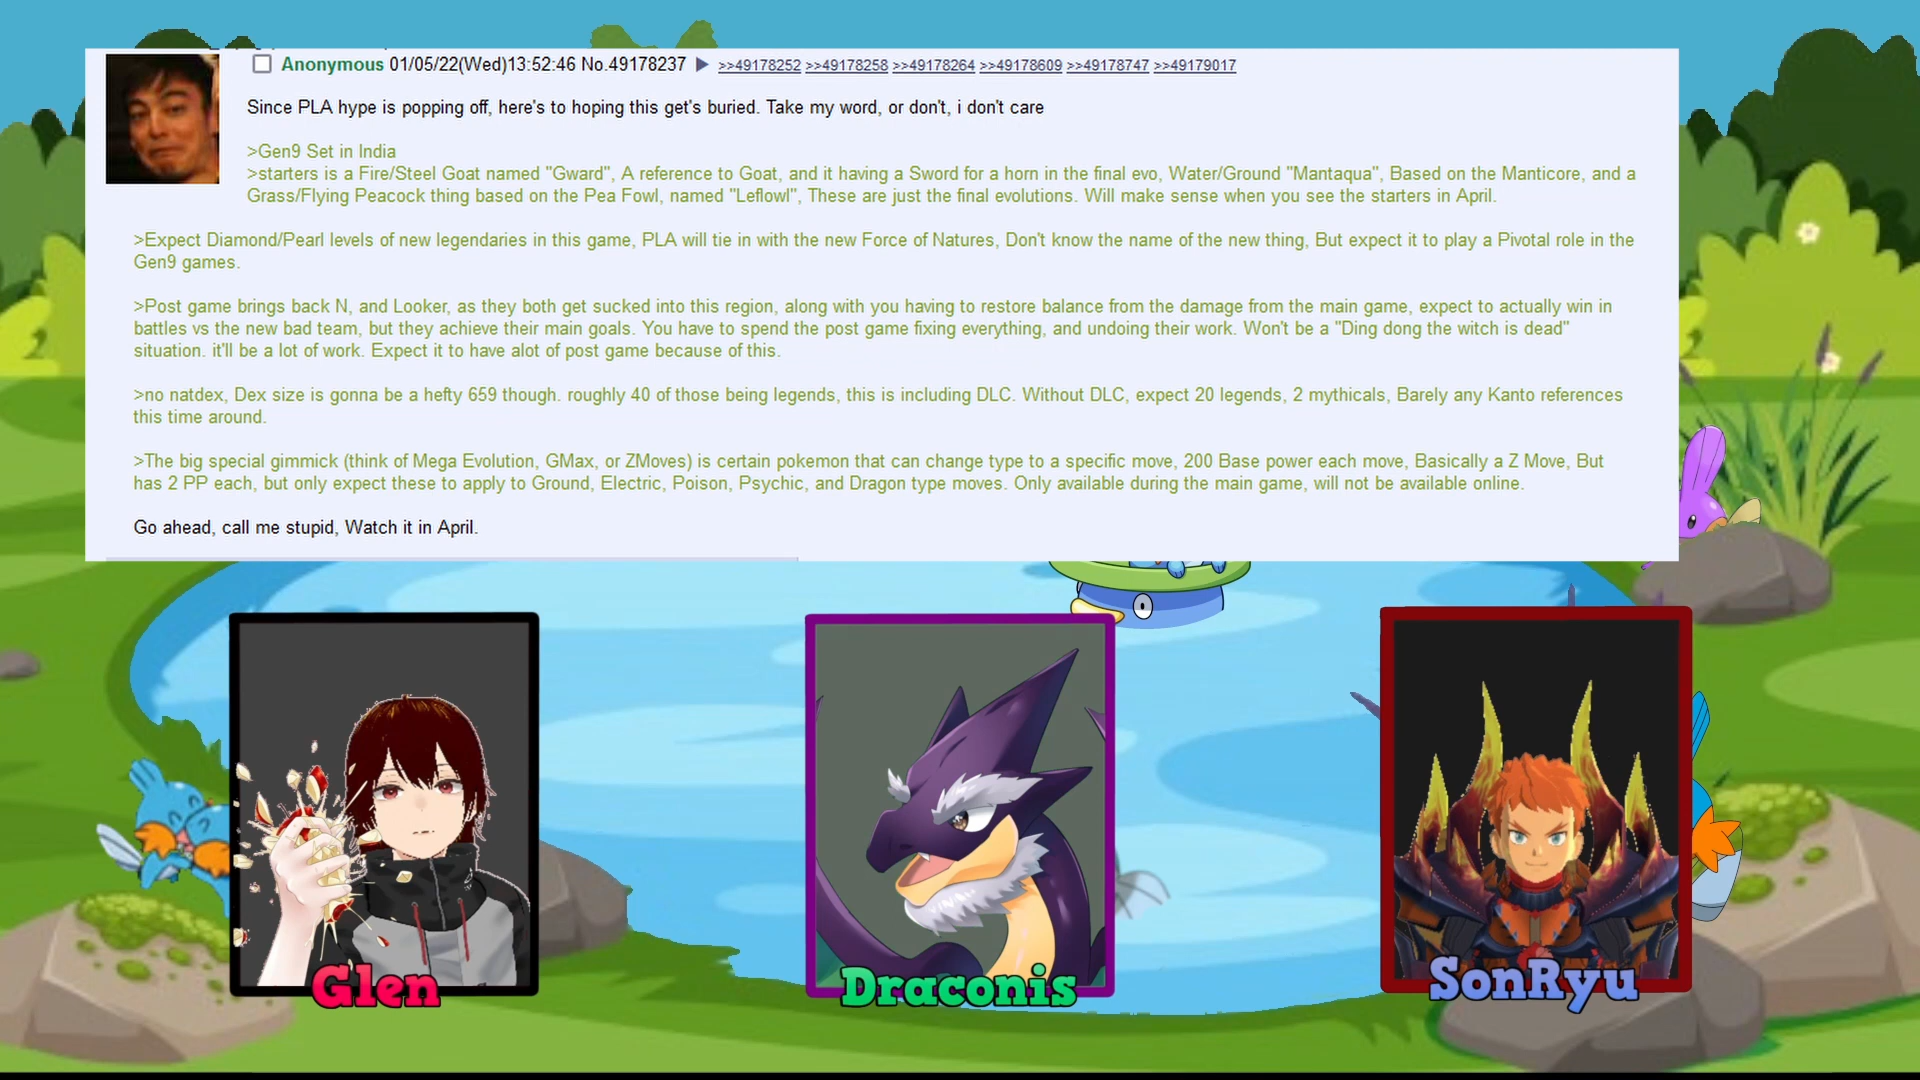 Anonymous 01/05/22(Wed)13:52:46 No.49178237 ▶ >>49178252 >>49178258 >>49178264 >>49178609 >>49178747 >>49179017
Since PLA hype is popping off, here's to hoping this get's buried. Take my word, or don't, i don't care
>Gen9 Set in India
>starters is a Fire/Steel Goat named "Gward", A reference to Goat, and it having a Sword for a horn in the final evo, Water/Ground "Mantaqua", Based on the Manticore, and a
Grass/Flying Peacock thing based on the Pea Fowl, named "Leflowl", These are just the final evolutions. Will make sense when you see the starters in April.
>Expect Diamond/Pearl levels of new legendaries in this game, PLA will tie in with the new Force of Natures, Don't know the name of the new thing, But expect it to play a Pivotal role in the
Gen9 games.
>Post game brings back N, and Looker, as they both get sucked into this region, along with you having to restore balance from the damage from the main game, expect to actually win in
battles vs the new bad team, but they achieve their main goals. You have to spend the post game fixing everything, and undoing their work. Won't be a "Ding dong the witch is dead"
situation. it'll be a lot of work. Expect it to have alot of post game because of this.
>no natdex, Dex size is gonna be a hefty 659 though. roughly 40 of those being legends, this is including DLC. Without DLC, expect 20 legends, 2 mythicals, Barely any Kanto references
this time around.
>The big special gimmick (think of Mega Evolution, GMax, or ZMoves) is certain pokemon that can change type to a specific move, 200 Base power each move, Basically a Z Move, But
has 2 PP each, but only expect these to apply to Ground, Electric, Poison, Psychic, and Dragon type moves. Only available during the main game, will not be available online.
Go ahead, call me stupid, Watch it in April.
Glen
Draconis
SonRyu